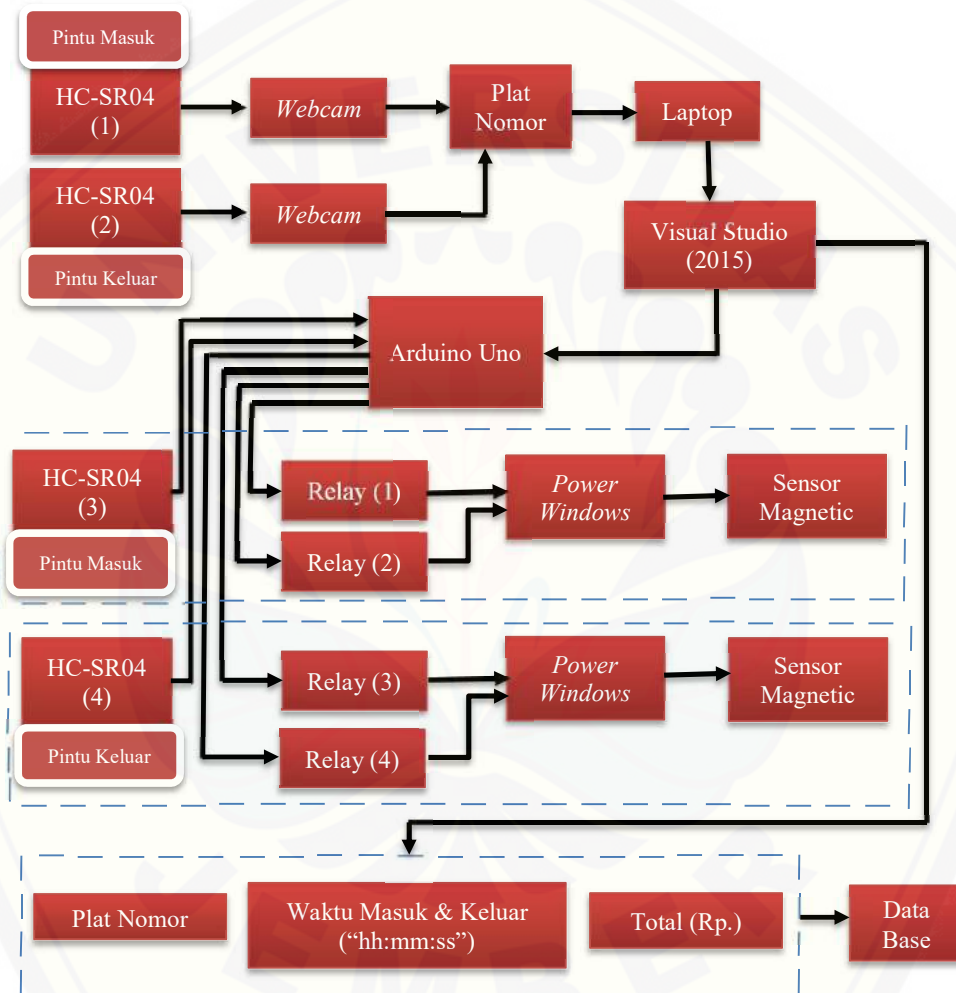 Pintu Masuk
HC-SR04
(1)
Webcam
Plat
Nomor
Laptop
HC-SR04
(2)
Webcam
Pintu Keluar
Visual Studio
(2015)
Arduino Uno
HC-SR04
(3)
Pintu Masuk
Relay (1)
Relay (2)
Power
Windows
Sensor
Magnetic
HC-SR04
(4)
Pintu Keluar
Relay (3)
Relay (4)
Power
Windows
Sensor
Magnetic
Plat Nomor
Waktu Masuk & Keluar
(“hh:mm:ss”)
Total (Rp.)
Data
Base
UNIVERSITAS
JEMBER